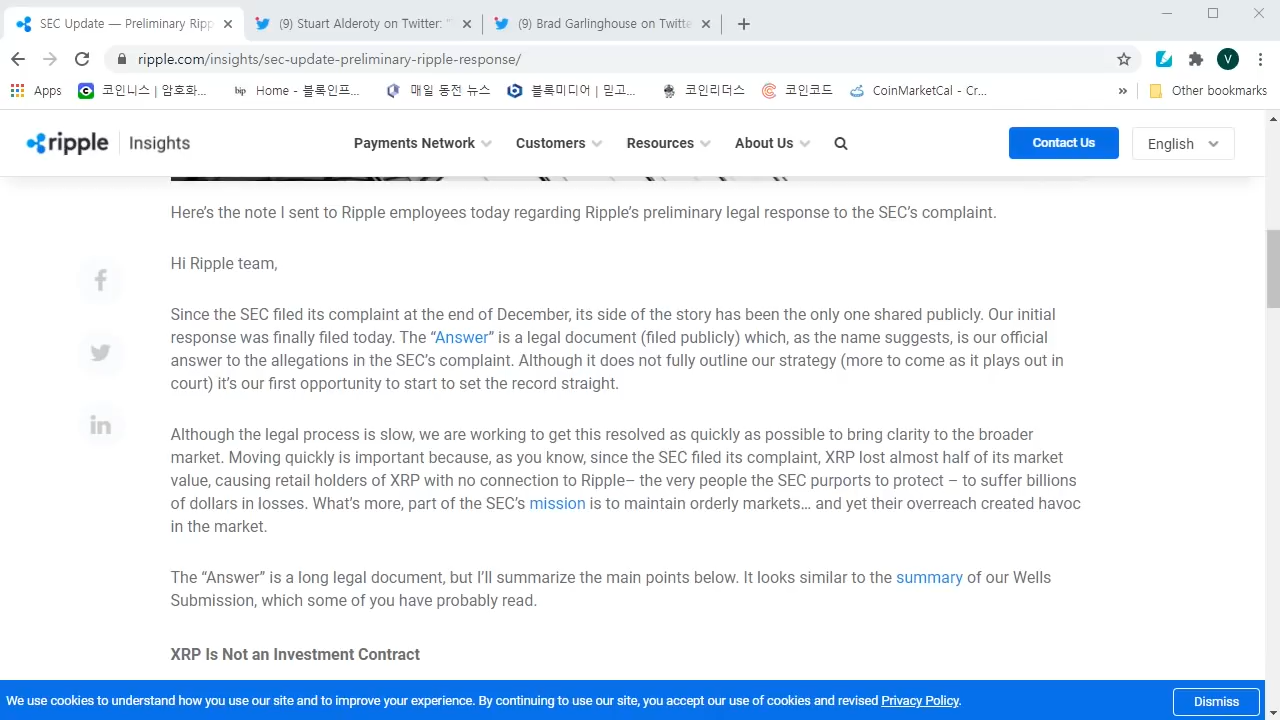 SEC Update — Preliminary Ripp
(9) Stuart Alderoty on Twitter: "
(9) Brad Garlinghouse on Twitte
ripple.com/insights/sec-update-preliminary-ripple-response/
V
Apps
코인니스 | 암호화...
bip
Home - 블록인프...
매일 동전 뉴스
블록미디어 | 믿고...
코인리더스
코인코드
CoinMarketCal - Cr...
»
Other bookmarks
ripple Insights
Payments Network
Customers
Resources
About Us
Contact Us
English
Here’s the note I sent to Ripple employees today regarding Ripple’s preliminary legal response to the SEC’s complaint.
Hi Ripple team,
Since the SEC filed its complaint at the end of December, its side of the story has been the only one shared publicly. Our initial
response was finally filed today. The “Answer” is a legal document (filed publicly) which, as the name suggests, is our official
answer to the allegations in the SEC’s complaint. Although it does not fully outline our strategy (more to come as it plays out in
court) it’s our first opportunity to start to set the record straight.
Although the legal process is slow, we are working to get this resolved as quickly as possible to bring clarity to the broader
market. Moving quickly is important because, as you know, since the SEC filed its complaint, XRP lost almost half of its market
value, causing retail holders of XRP with no connection to Ripple– the very people the SEC purports to protect – to suffer billions
of dollars in losses. What’s more, part of the SEC’s mission is to maintain orderly markets… and yet their overreach created havoc
in the market.
The “Answer” is a long legal document, but I’ll summarize the main points below. It looks similar to the summary of our Wells
Submission, which some of you have probably read.
XRP Is Not an Investment Contract
We use cookies to understand how you use our site and to improve your experience. By continuing to use our site, you accept our use of cookies and revised Privacy Policy.
Dismiss